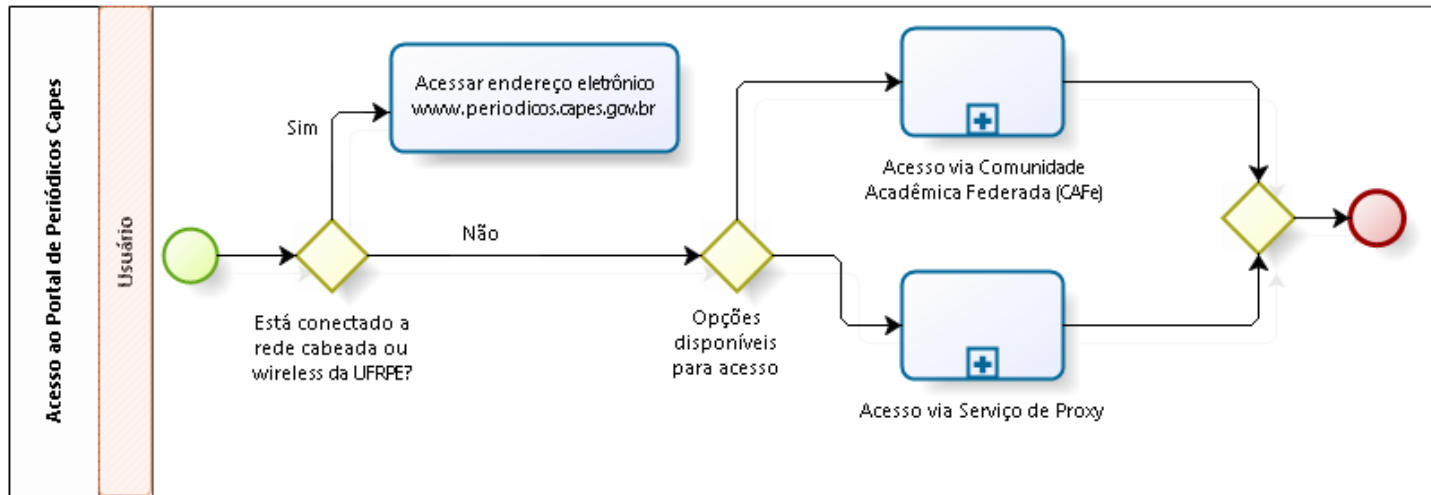 Acesso ao Portal de Periódicos Capes
Usuário
Sim
Acessar endereço eletrônico
www.periodicos.capes.gov.br
Está conectado a
rede cabeada ou
wireless da UFRPE?
Não
Opções
disponíveis
para acesso
Acesso via Comunidade
Acadêmica Federada (CAFe)
Acesso via Serviço de Proxy